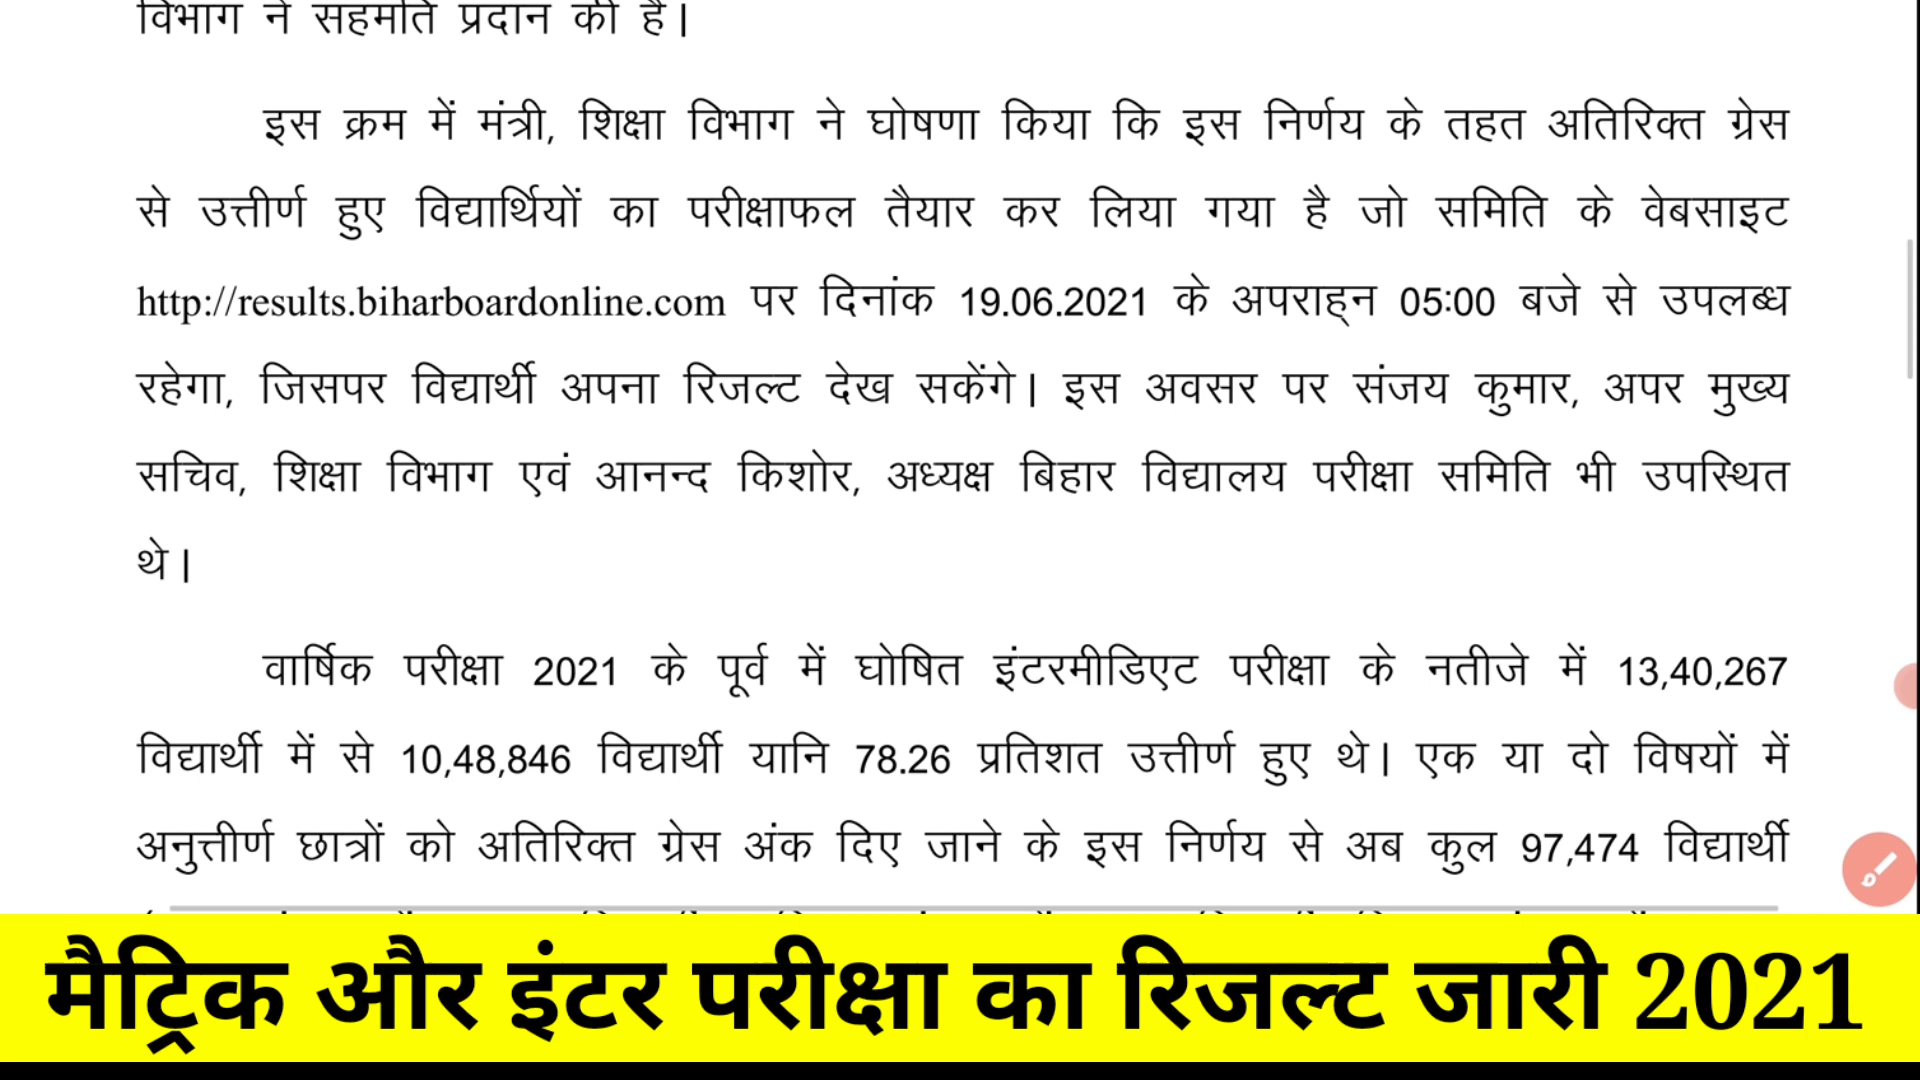 विभाग ने सहमति प्रदान की है।
इस क्रम में मंत्री, शिक्षा विभाग ने घोषणा किया कि इस निर्णय के तहत अतिरिक्त ग्रेस
से उत्तीर्ण हुए विद्यार्थियों का परीक्षाफल तैयार कर लिया गया है जो समिति के वेबसाइट
http://results.biharboardonline.com पर दिनांक 19.06.2021 के अपराह्न 05:00 बजे से उपलब्ध
रहेगा, जिसपर विद्यार्थी अपना रिजल्ट देख सकेंगे। इस अवसर पर संजय कुमार, अपर मुख्य
सचिव, शिक्षा विभाग एवं आनन्द किशोर, अध्यक्ष बिहार विद्यालय परीक्षा समिति भी उपस्थित
थे।
वार्षिक परीक्षा 2021 के पूर्व में घोषित इंटरमीडिएट परीक्षा के नतीजे में 13,40,267
विद्यार्थी में से 10,48,846 विद्यार्थी यानि 78.26 प्रतिशत उत्तीर्ण हुए थे। एक या दो विषयों में
अनुत्तीर्ण छात्रों को अतिरिक्त ग्रेस अंक दिए जाने के इस निर्णय से अब कुल 97,474 विद्यार्थी
मैट्रिक और इंटर परीक्षा का रिजल्ट जारी 2021